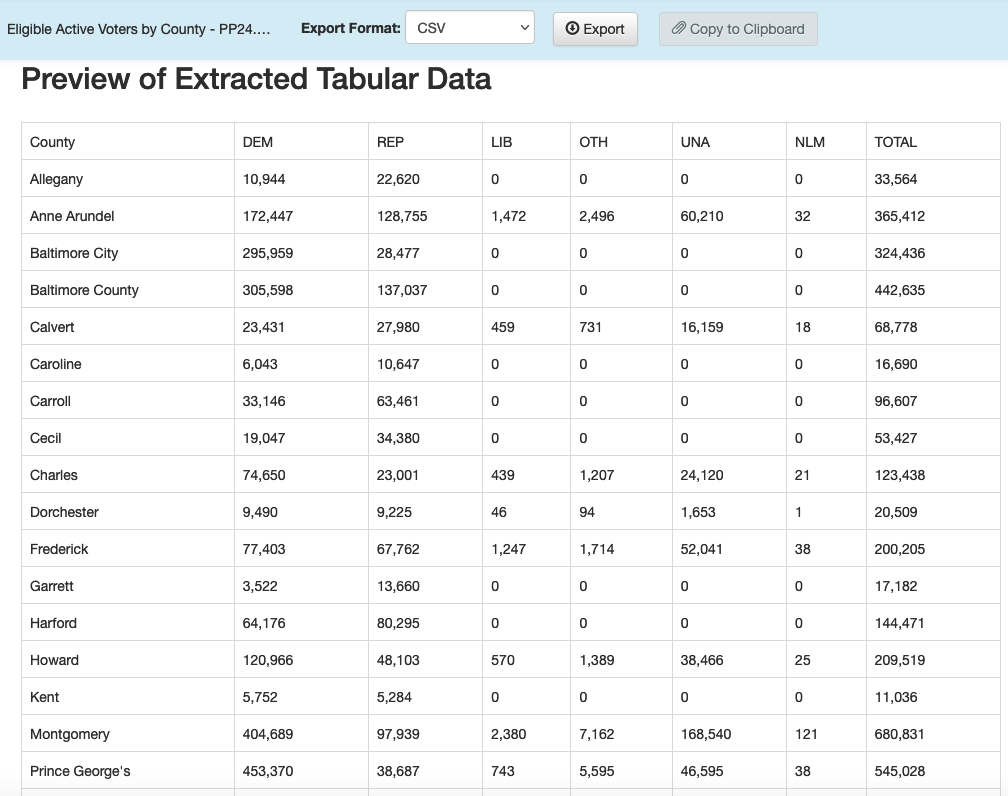 Eligible Active Voters by County - PP24.... Export Format: CSV Export Copy to Clipboard
Preview of Extracted Tabular Data
County DEM REP LIB OTH UNA NLM TOTAL
Allegany 10,944 22,620 0 0 0 0 33,564
Anne Arundel 172,447 128,755 1,472 2,496 60,210 32 365,412
Baltimore City 295,959 28,477 0 0 0 0 324,436
Baltimore County 305,598 137,037 0 0 0 0 442,635
Calvert 23,431 27,980 459 731 16,159 18 68,778
Caroline 6,043 10,647 0 0 0 0 16,690
Carroll 33,146 63,461 0 0 0 0 96,607
Cecil 19,047 34,380 0 0 0 0 53,427
Charles 74,650 23,001 439 1,207 24,120 21 123,438
Dorchester 9,490 9,225 46 94 1,653 1 20,509
Frederick 77,403 67,762 1,247 1,714 52,041 38 200,205
Garrett 3,522 13,660 0 0 0 0 17,182
Harford 64,176 80,295 0 0 0 0 144,471
Howard 120,966 48,103 570 1,389 38,466 25 209,519
Kent 5,752 5,284 0 0 0 0 11,036
Montgomery 404,689 97,939 2,380 7,162 168,540 121 680,831
Prince George's 453,370 38,687 743 5,595 46,595 38 545,028